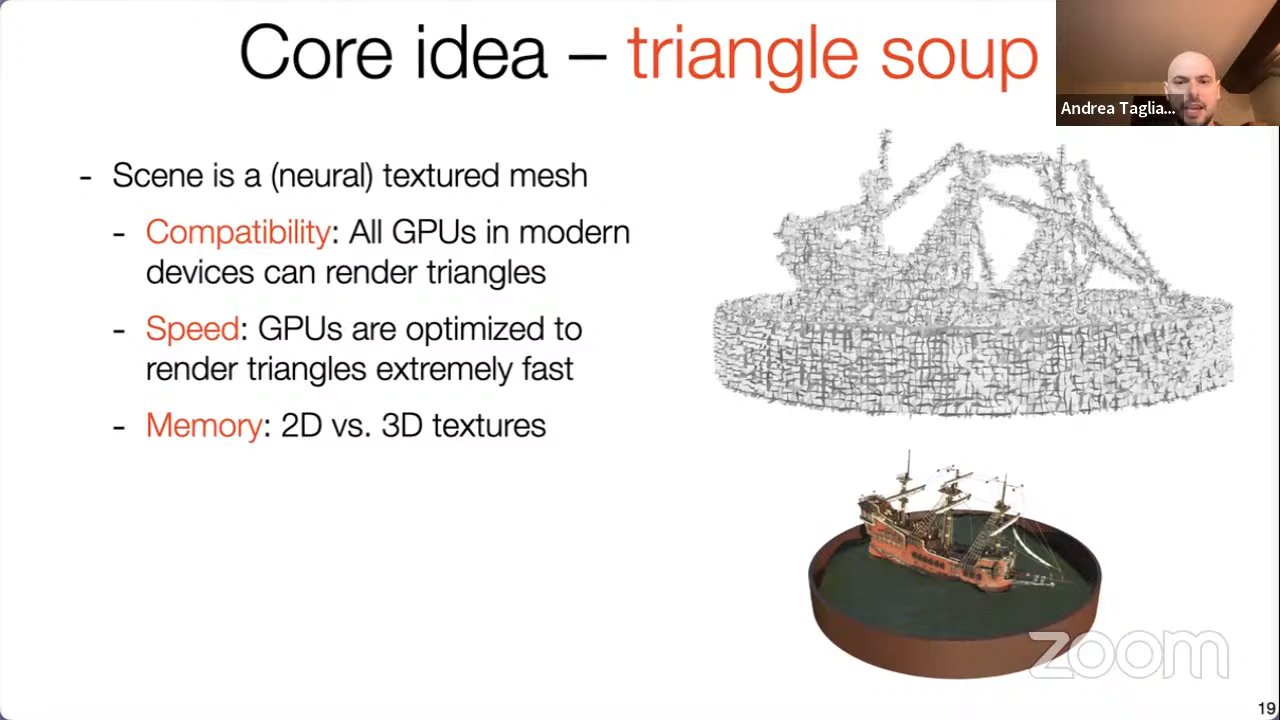 Core idea – triangle soup
Andrea Taglia...
- Scene is a (neural) textured mesh
- Compatibility: All GPUs in modern
devices can render triangles
- Speed: GPUs are optimized to
render triangles extremely fast
- Memory: 2D vs. 3D textures
zoom
19